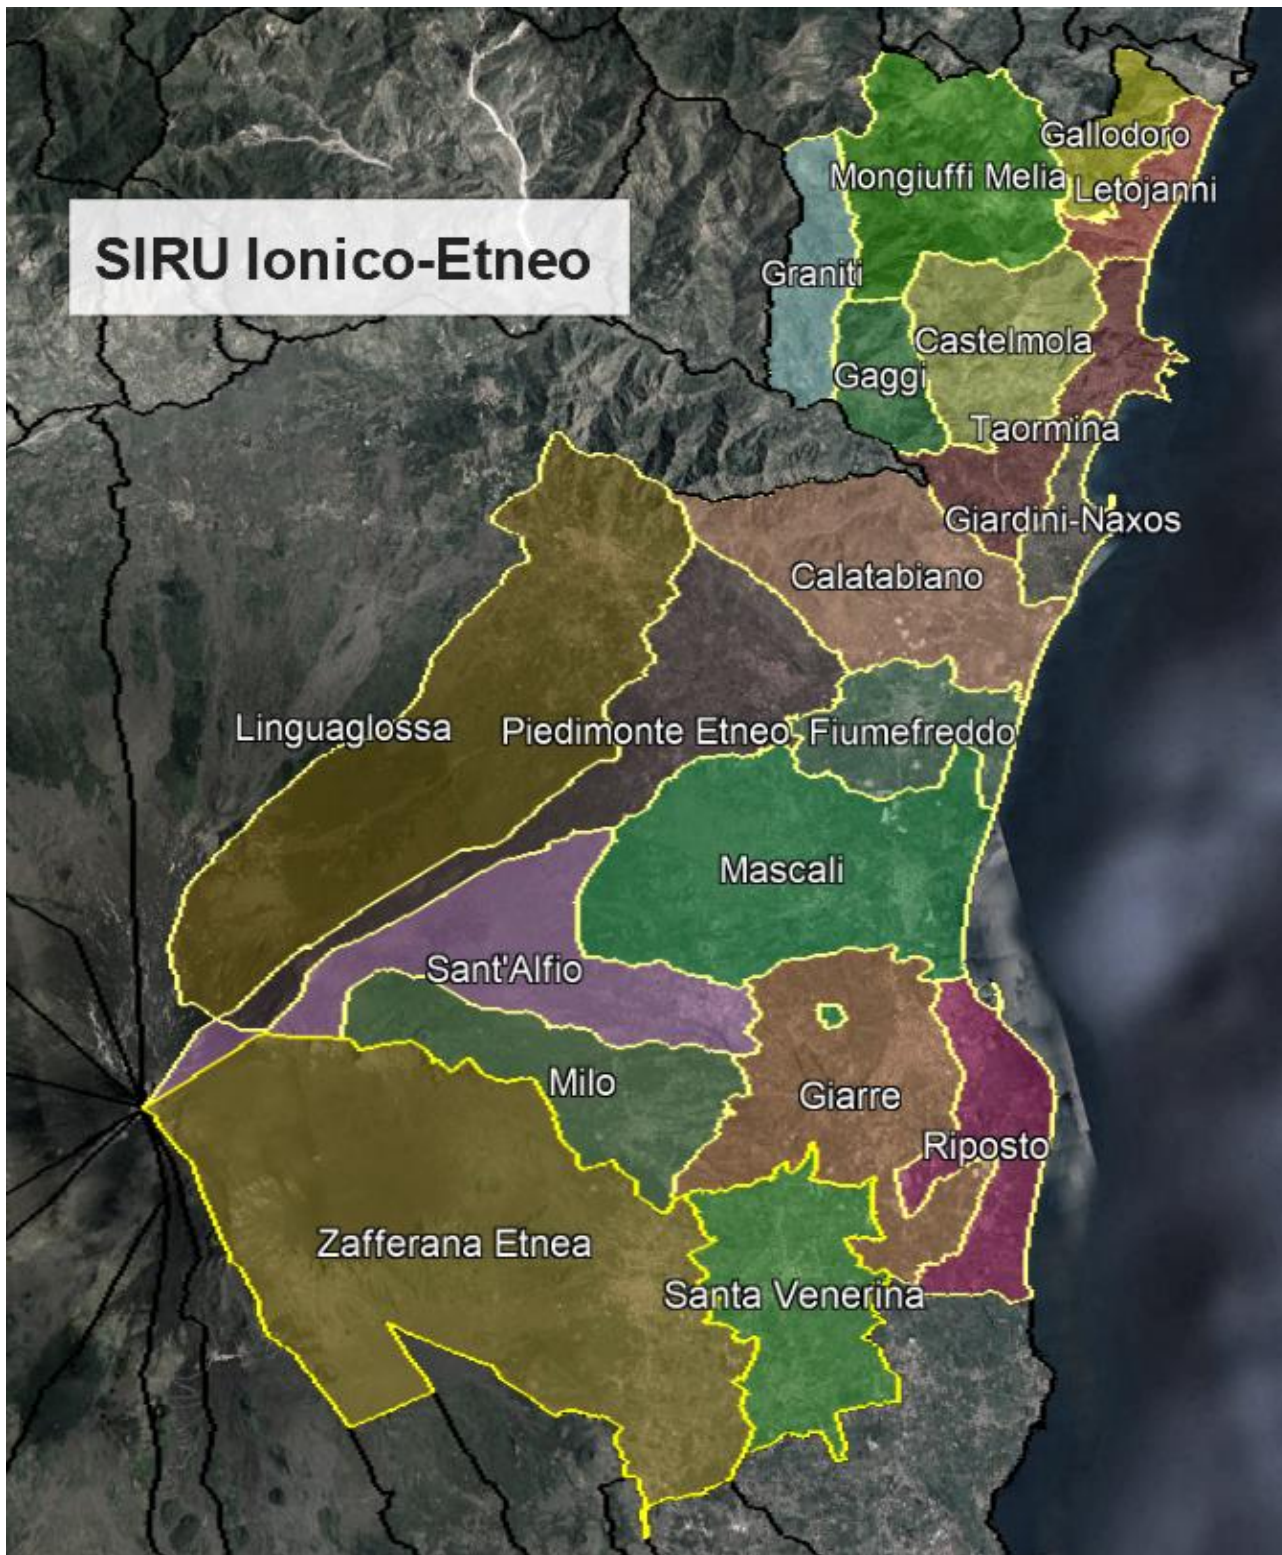 Gallodoro
Mongiuffi Melia
Letojanni
SIRU Ionico-Etneo
Graniti
Castelmola
Gaggi
Taormina
Giardini-Naxos
Calatabiano
Linguaglossa
Piedimonte Etneo
Fiumefreddo
Mascali
Sant'Alfio
Milo
Giarre
Riposto
Zafferana Etnea
Santa Venerina